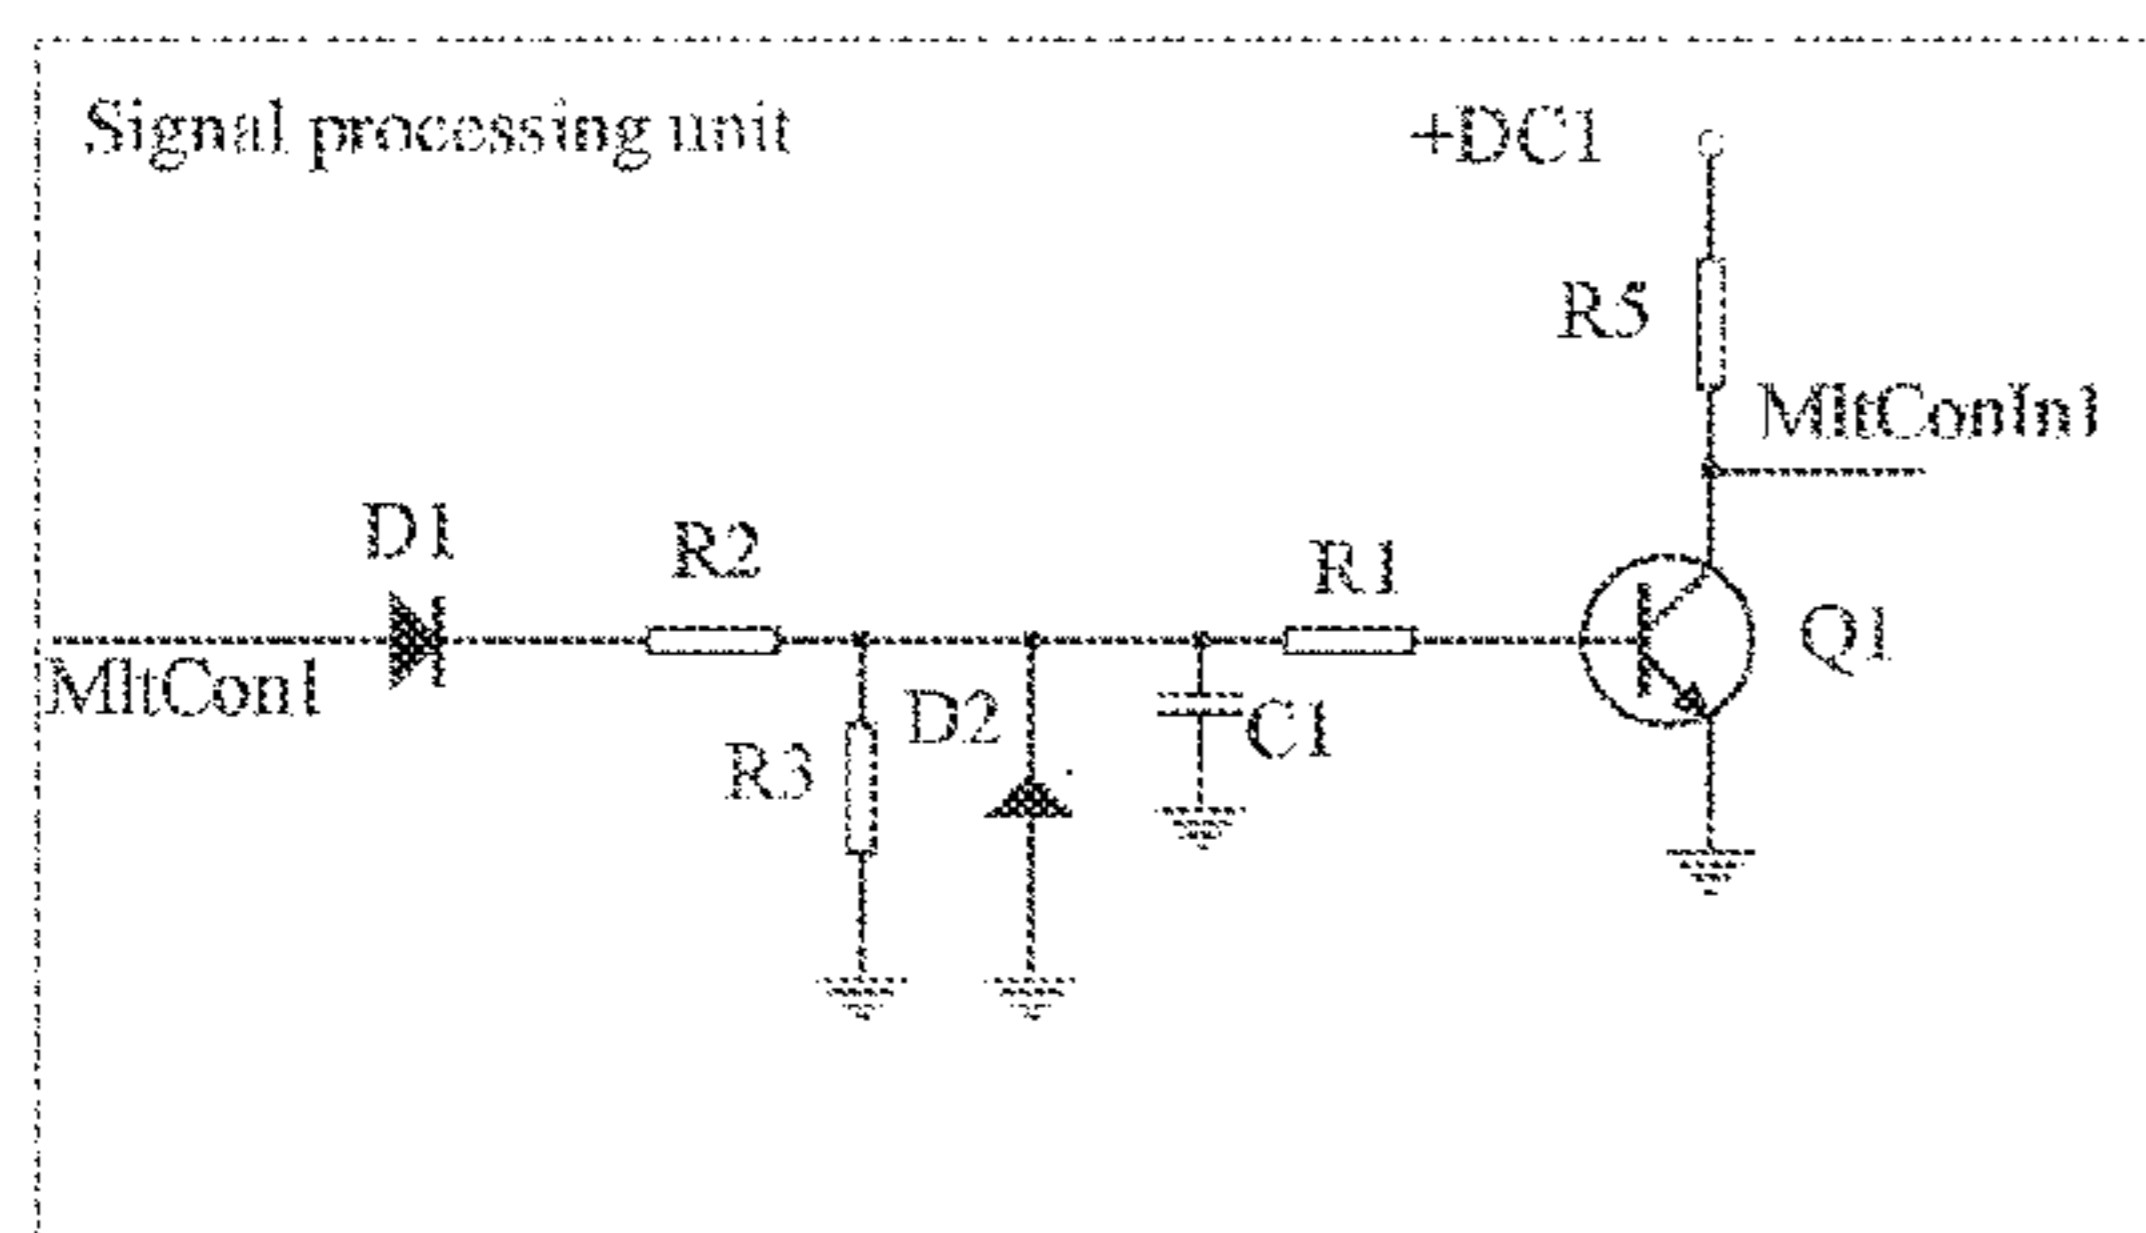 Signal processing unit
+DC1
R5
MltConIn1
D1
R2
R1
Q1
MltCon1
D2
C1
R3